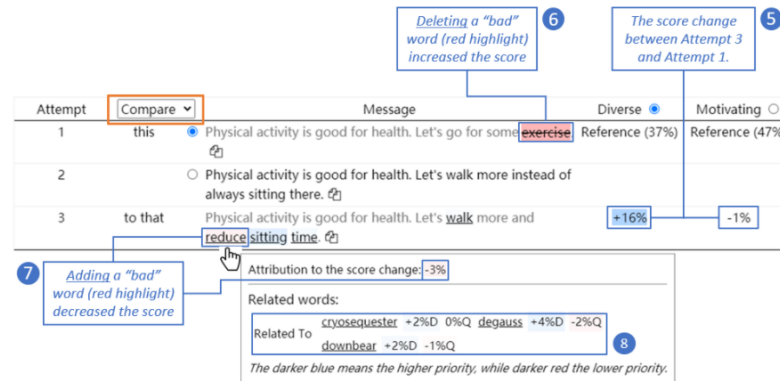 Deleting a “bad”
word (red highlight)
increased the score
6
The score change
between Attempt 3
and Attempt 1.
5
Attempt Compare Message Diverse Motivating
1 this Physical activity is good for health. Let's go for some exercise Reference (37%) Reference (47%
2 Physical activity is good for health. Let's walk more instead of
always sitting there.
3 to that Physical activity is good for health. Let's walk more and +16% -1%
reduce sitting time.
7
Adding a “bad”
word (red highlight)
decreased the score
Attribution to the score change: -3%
Related words:
Related To cryosequester +2%D 0%Q degauss +4%D -2%Q
downbear +2%D -1%Q
8
The darker blue means the higher priority, while darker red the lower priority.